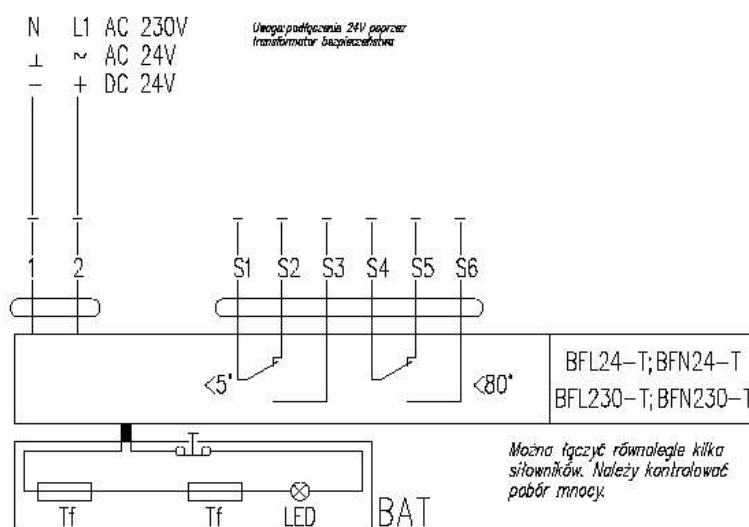 N L1 AC 230V
⊥ ~ AC 24V
− + DC 24V
Uwaga:podłączenie 24V poprzez
transformator bezpieczeństwa
1 2 S1 S2 S3 S4 S5 S6
<5° <80°
BFL24-T;BFN24-T
BFL230-T;BFN230-T
Można łączyć równolegle kilka
siłowników. Należy kontrolować
pobór mnocy.
Tf Tf LED BAT